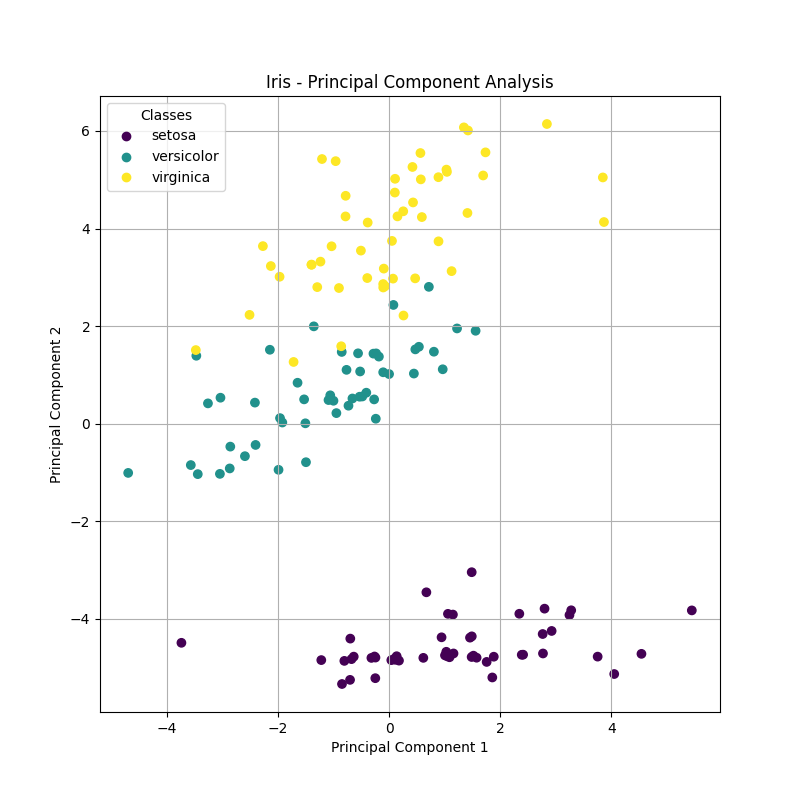 Iris - Principal Component Analysis
Classes
setosa
versicolor
virginica
6
4
2
0
−2
−4
Principal Component 2
−4
−2
0
2
4
Principal Component 1